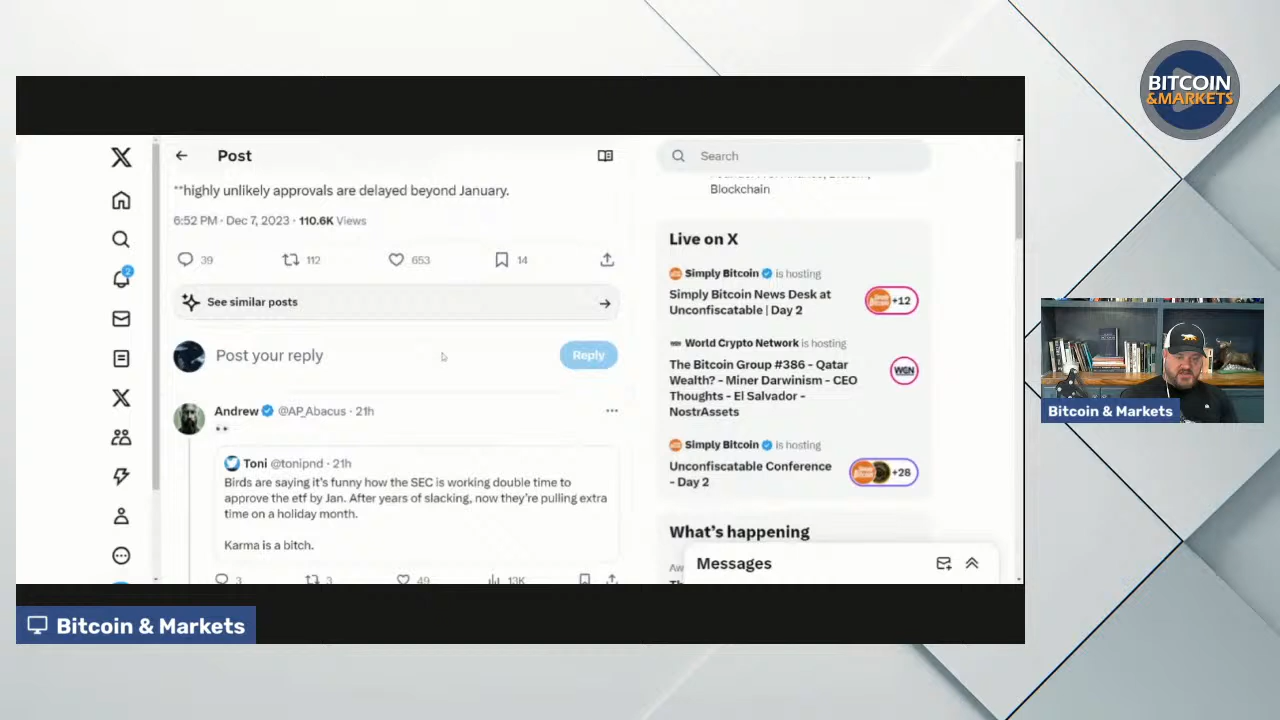 BITCOIN
&MARKETS
Post
**highly unlikely approvals are delayed beyond January.
6:52 PM · Dec 7, 2023 · 110.6K Views
39
112
653
14
See similar posts
Post your reply
Reply
Andrew @AP_Abacus · 21h
Toni @tonipnd · 21h
Birds are saying it's funny how the SEC is working double time to
approve the etf by Jan. After years of slacking, now they're pulling extra
time on a holiday month.
Karma is a bitch.
3
3
49
13K
Search
Blockchain
Live on X
Simply Bitcoin is hosting
Simply Bitcoin News Desk at
Unconfiscatable | Day 2
+12
World Crypto Network is hosting
The Bitcoin Group #386 - Qatar
Wealth? - Miner Darwinism - CEO
Thoughts - El Salvador -
NostrAssets
WCN
Simply Bitcoin is hosting
Unconfiscatable Conference
- Day 2
+28
What's happening
Messages
2
Bitcoin & Markets
Bitcoin & Markets